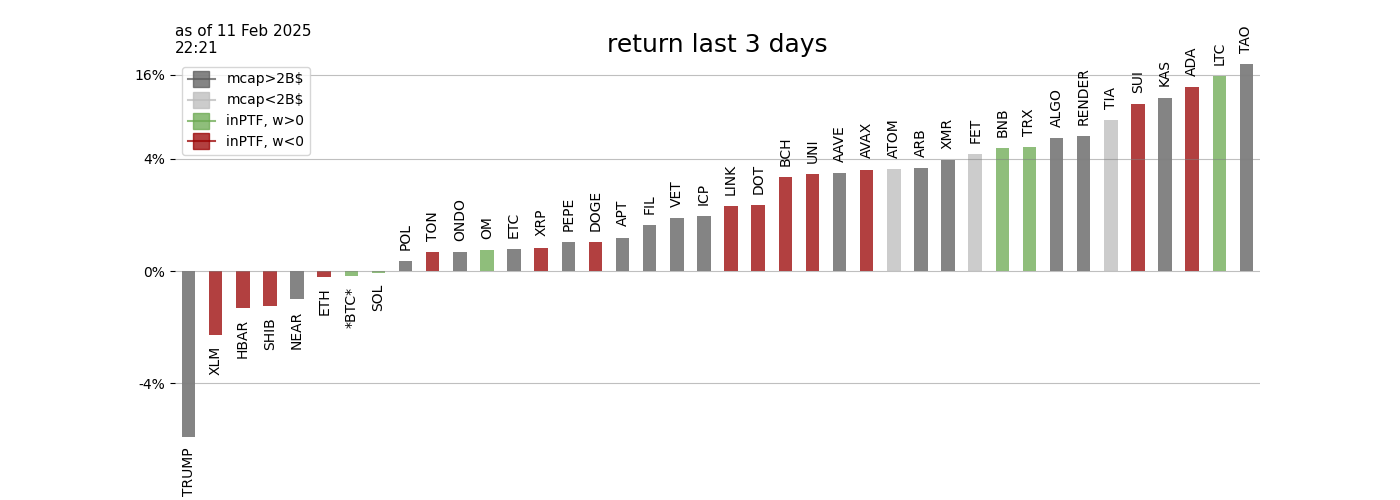 as of 11 Feb 2025
22:21
return last 3 days
mcap>2B$
mcap<2B$
inPTF, w>0
inPTF, w<0
16%
4%
0%
-4%
TRUMP
XLM
HBAR
SHIB
NEAR
ETH
*BTC*
SOL
POL
TON
ONDO
OM
ETC
XRP
PEPE
DOGE
APT
FIL
VET
ICP
LINK
DOT
BCH
UNI
AAVE
AVAX
ATOM
ARB
XMR
FET
BNB
TRX
ALGO
RENDER
TIA
SUI
KAS
ADA
LTC
TAO